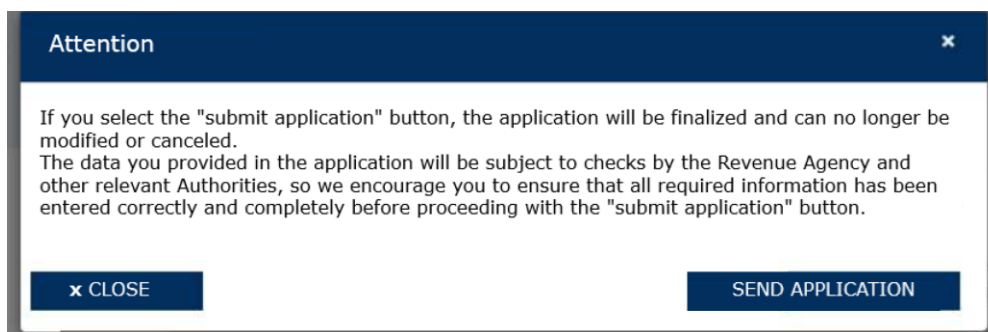 Attention
×
If you select the "submit application" button, the application will be finalized and can no longer be
modified or canceled.
The data you provided in the application will be subject to checks by the Revenue Agency and
other relevant Authorities, so we encourage you to ensure that all required information has been
entered correctly and completely before proceeding with the "submit application" button.
x CLOSE
SEND APPLICATION